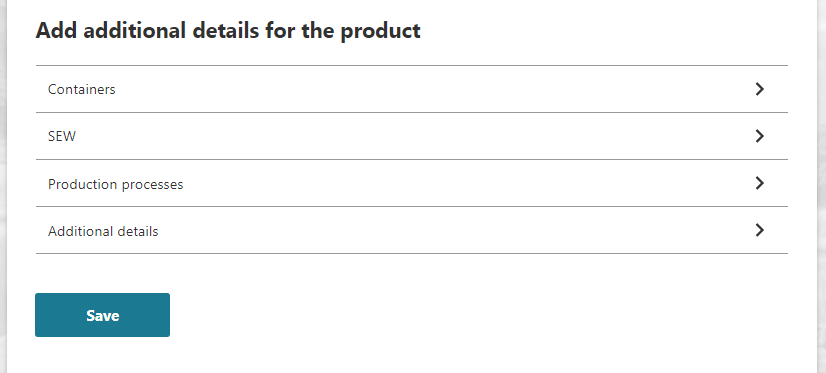 Add additional details for the product
Containers
SEW
Production processes
Additional details
Save